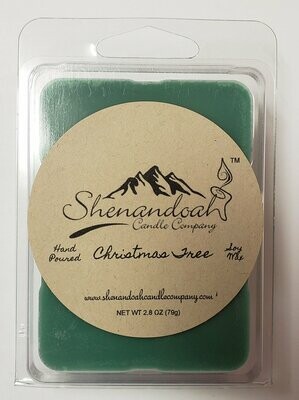 TM
Shenandoah
Candle Company
Hand Poured
Christmas Tree
Soy Wax
www.shenandoahcandlecompany.com
NET WT 2.8 OZ (79g)